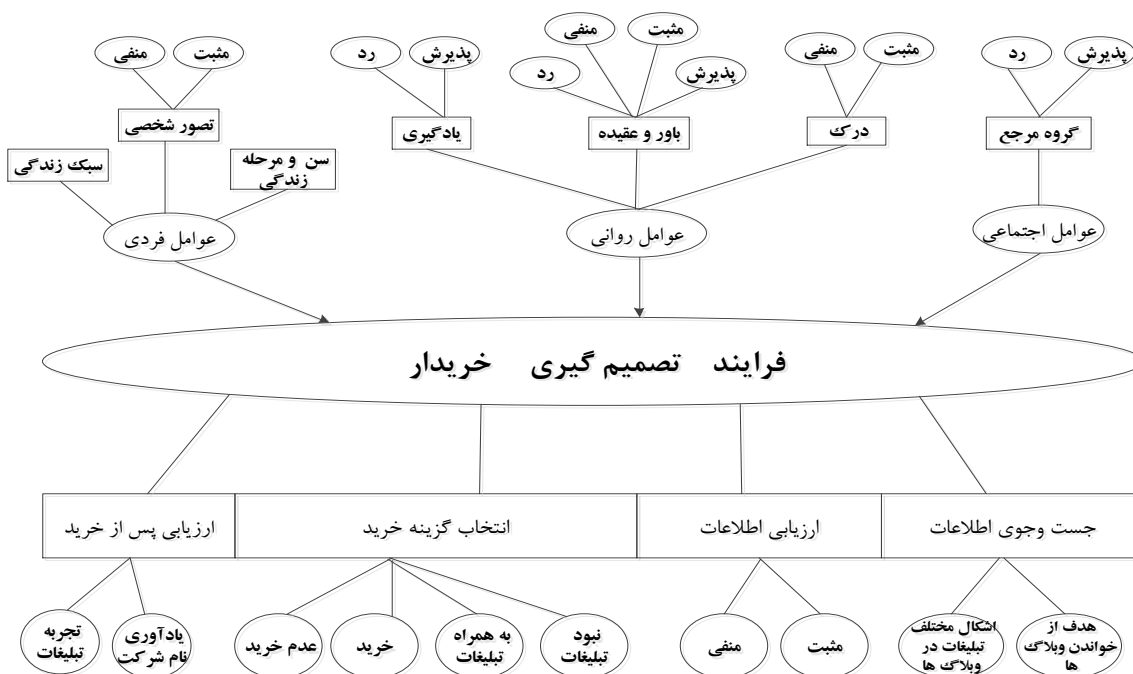 مثبت
منفی
تصور شخصی
سن و مرحله
زندگی
سبک زندگی
عوامل فردی
پذیرش
رد
یادگیری
مثبت
منفی
پذیرش
رد
باور و عقیده
مثبت
منفی
درک
عوامل روانی
پذیرش
رد
گروه مرجع
عوامل اجتماعی
فرایند تصمیم گیری خریدار
جست وجوی اطلاعات
ارزیابی اطلاعات
انتخاب گزینه خرید
ارزیابی پس از خرید
هدف از
خواندن وبلاگ
ها
اشکال مختلف
تبلیغات در
وبلاگ ها
مثبت
منفی
نبود
تبلیغات
به همراه
تبلیغات
خرید
عدم خرید
یادآوری
نام شرکت
تجربه
تبلیغات